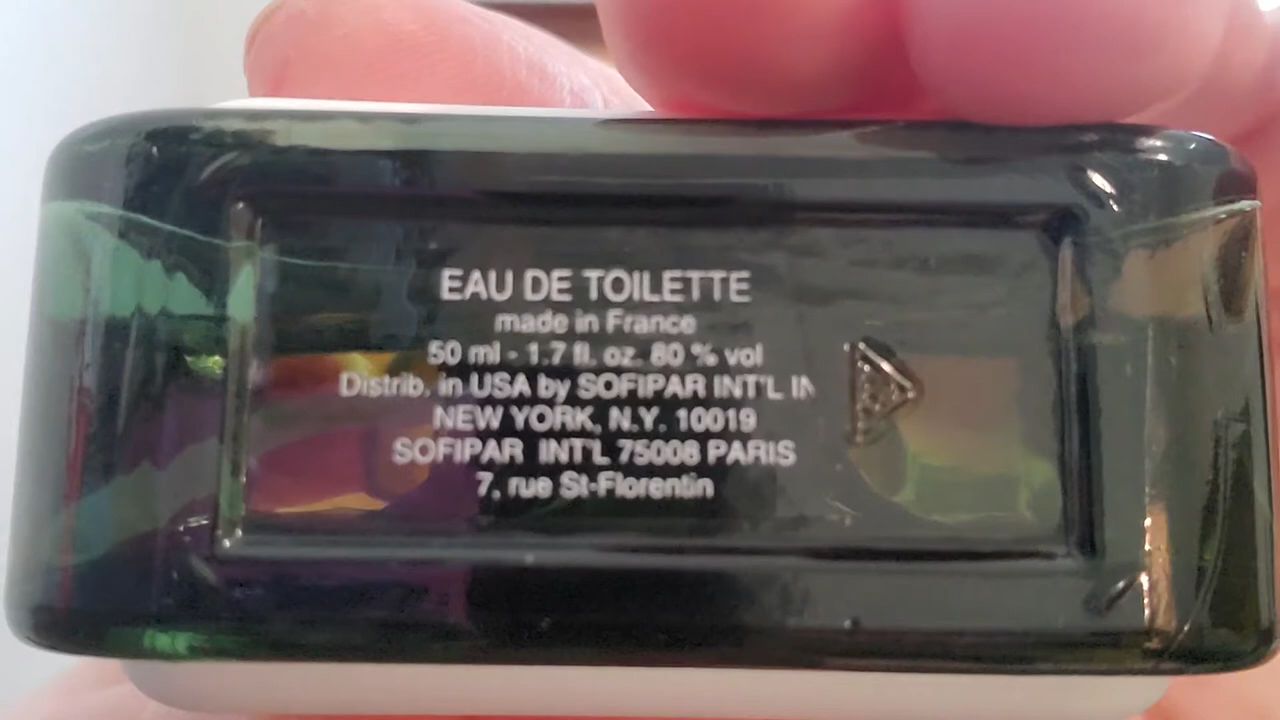 EAU DE TOILETTE
made in France
50 ml - 1.7 fl. oz. 80 % vol
Distrib. in USA by SOFIPAR INT'L IN
NEW YORK, N.Y. 10019
SOFIPAR INT'L 75008 PARIS
7, rue St-Florentin